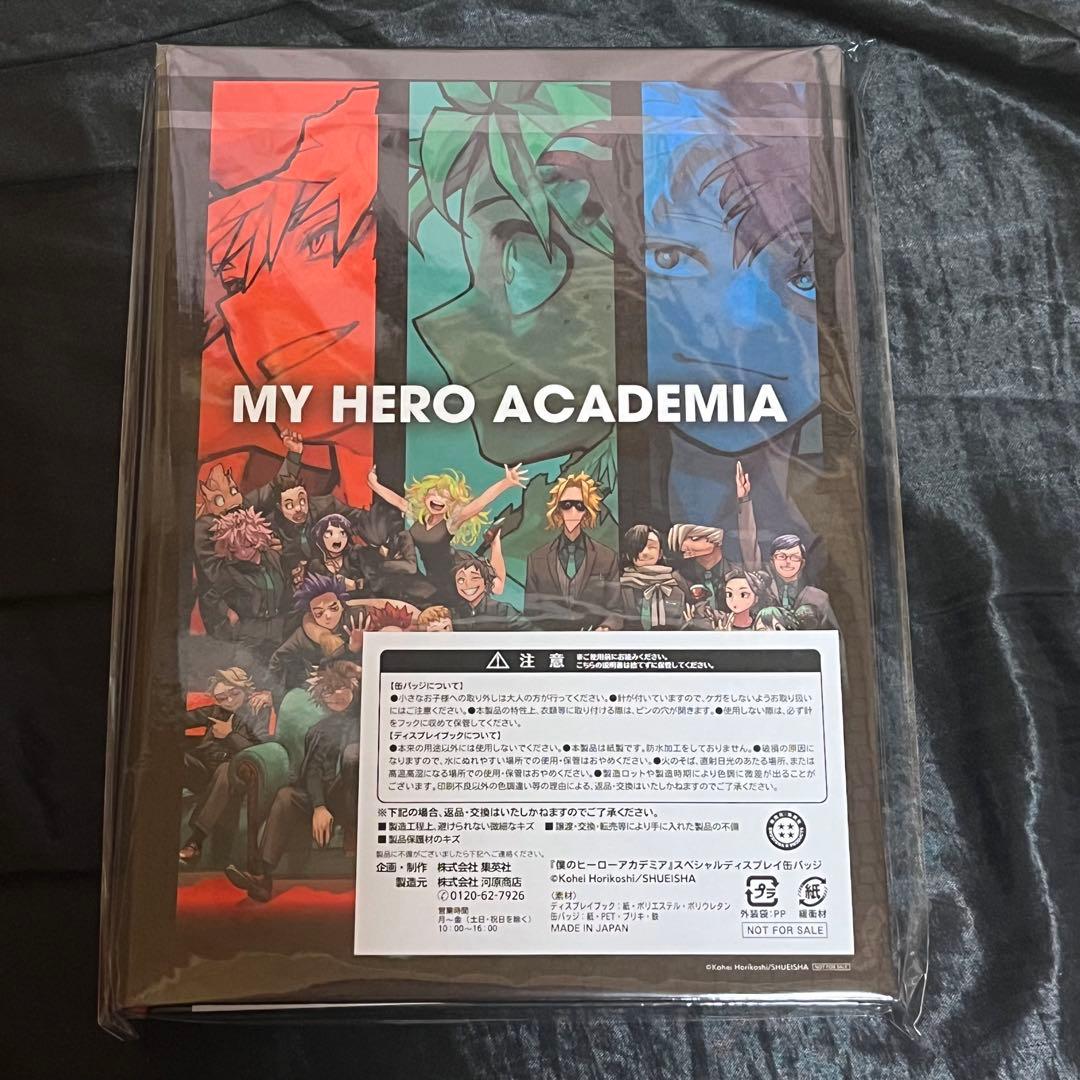 MY HERO ACADEMIA
注意 ※ご使用前にお読みください。
こちらの説明書は捨てずに保管してください。
【缶バッジについて】
●小さなお子様への取り外しは大人の方が行ってください。●針が付いていますので、ケガをしないようお取り扱い
にはご注意ください。●本製品の特性上、衣類等に取り付ける際は、ピンの穴が開きます。●使用しない際は、必ず針
をフックに収めて保管してください。
【ディスプレイブックについて】
●本来の用途以外には使用しないでください。●本製品は紙製です。防水加工をしておりません。●破損の原因に
なりますので、水にぬれやすい場所での使用・保管はおやめください。●火のそば、直射日光のあたる場所、または
高温高湿になる場所での使用・保管はおやめください。●製造ロットや製造時期により色調に微差が出ることが
ございます。印刷不良以外の色調違い等の理由による、返品・交換はいたしかねますのでご了承ください。
※下記の場合、返品・交換はいたしかねますのでご了承ください。
■製造工程上、避けられない微細なキズ ■譲渡・交換・転売等により手に入れた製品の不備
■製品保護材のキズ
製品に不備がございましたら下記へご連絡ください。
企画・制作 株式会社 集英社
製造元 株式会社 河原商店
0120-62-7926
営業時間
月〜金（土日・祝日を除く）
10：00〜16：00
『僕のヒーローアカデミア』スペシャルディスプレイ缶バッジ
©Kohei Horikoshi/SHUEISHA
〈素材〉
ディスプレイブック：紙・ポリエステル・ポリウレタン
缶バッジ：紙・PET・ブリキ・鉄
MADE IN JAPAN
プラ
外装袋：PP
紙
緩衝材
NOT FOR SALE
©Kohei Horikoshi/SHUEISHA NOT FOR SALE